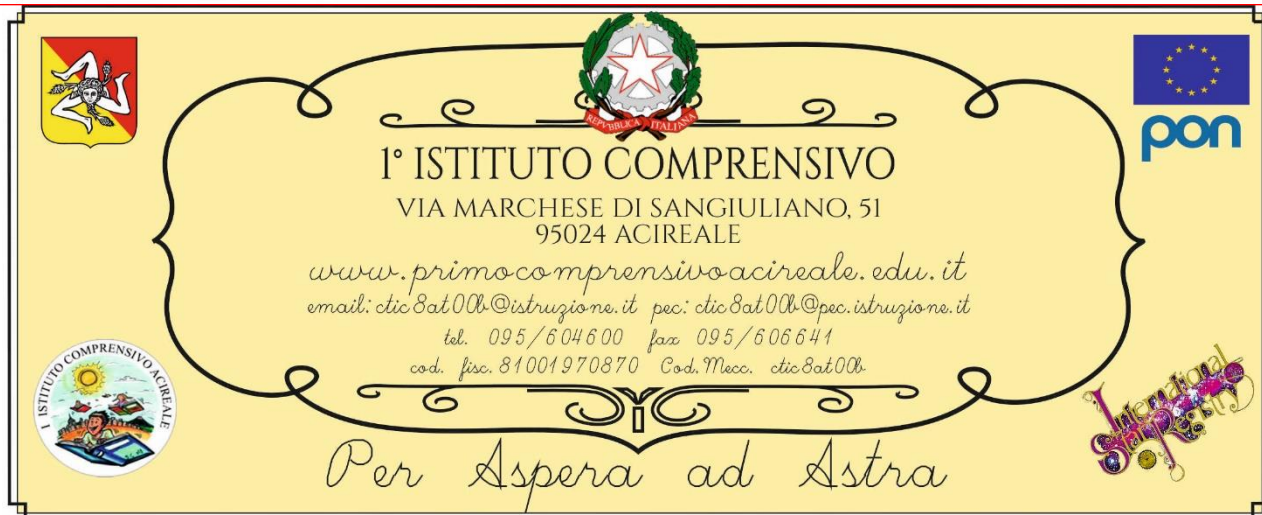 pon
REPVBBLICA ITALIANA
1° ISTITUTO COMPRENSIVO
VIA MARCHESE DI SANGIULIANO, 51
95024 ACIREALE
www.primocomprensivoacireale.edu.it
email: ctic8at00b@istruzione.it pec: ctic8at00b@pec.istruzione.it
tel. 095/604600 fax 095/606641
cod. fisc. 81001970870 Cod. Mecc. ctic8at00b
I ISTITUTO COMPRENSIVO ACIREALE
International
Star Registry
Per Aspera ad Astra